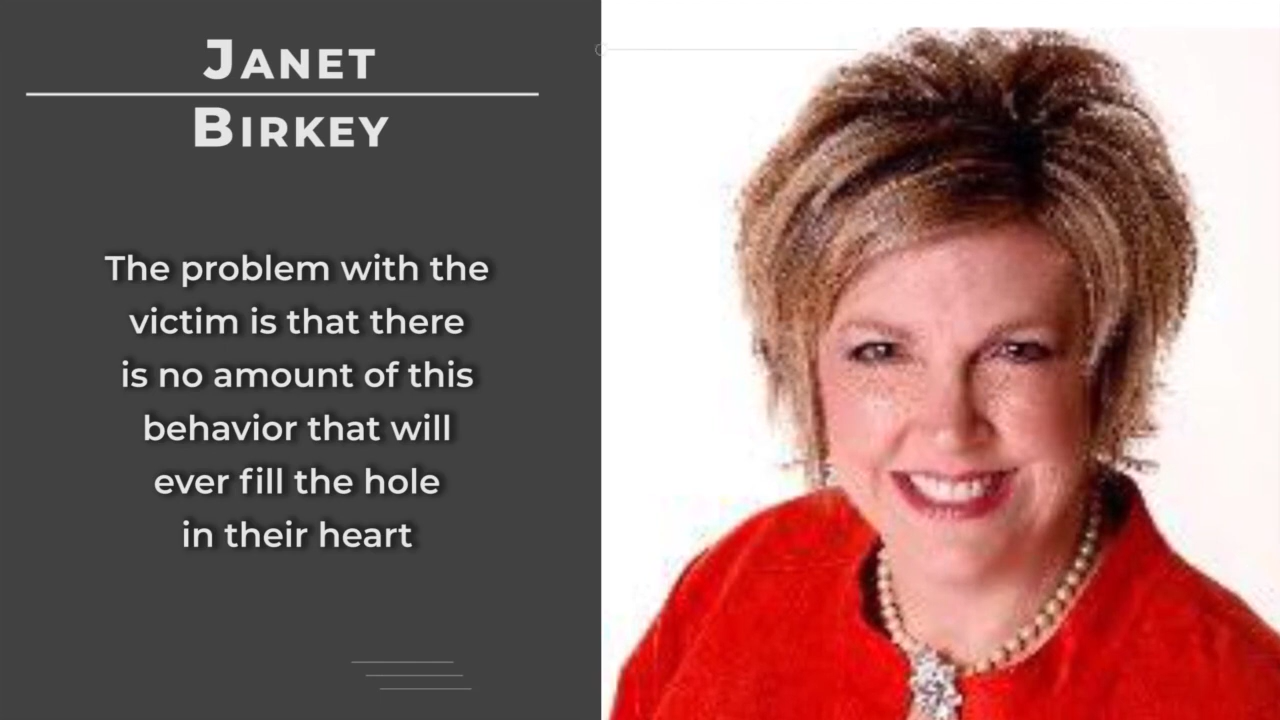 JANET
BIRKEY
The problem with the
victim is that there
is no amount of this
behavior that will
ever fill the hole
in their heart